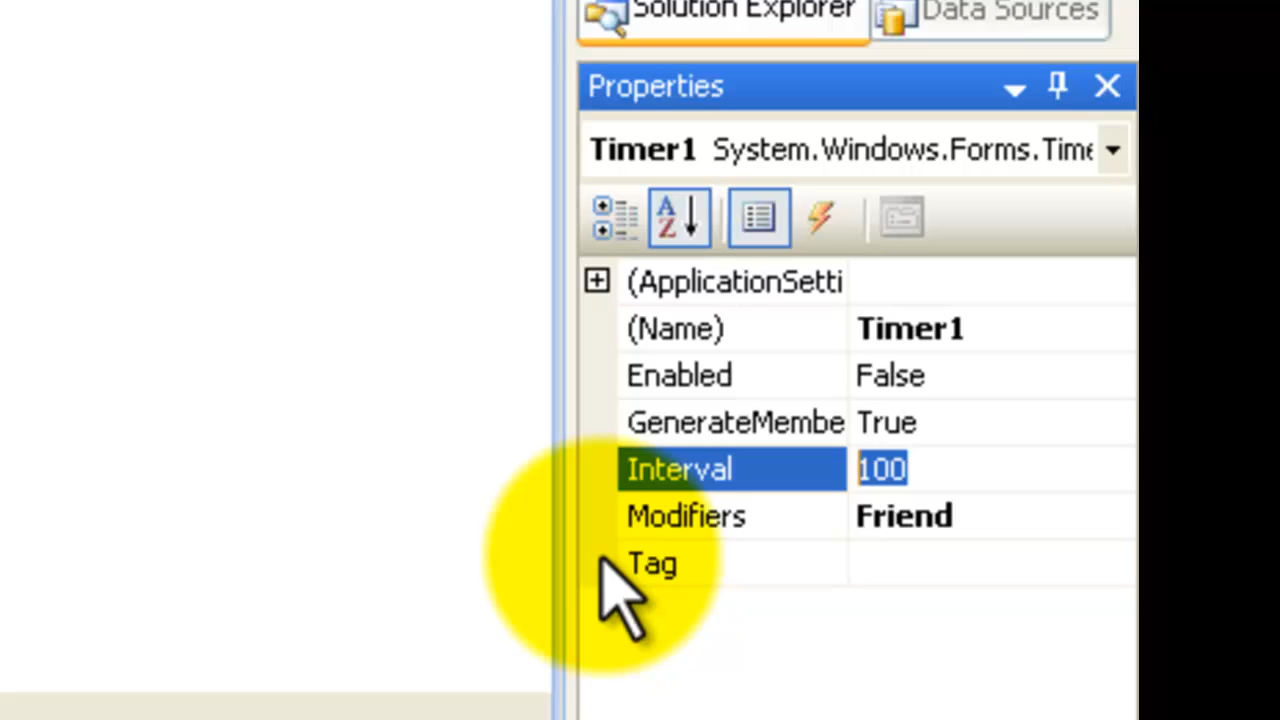 Solution Explorer Data Sources
Properties
Timer1 System.Windows.Forms.Time
(ApplicationSetti
(Name) Timer1
Enabled False
GenerateMembe True
Interval 100
Modifiers Friend
Tag